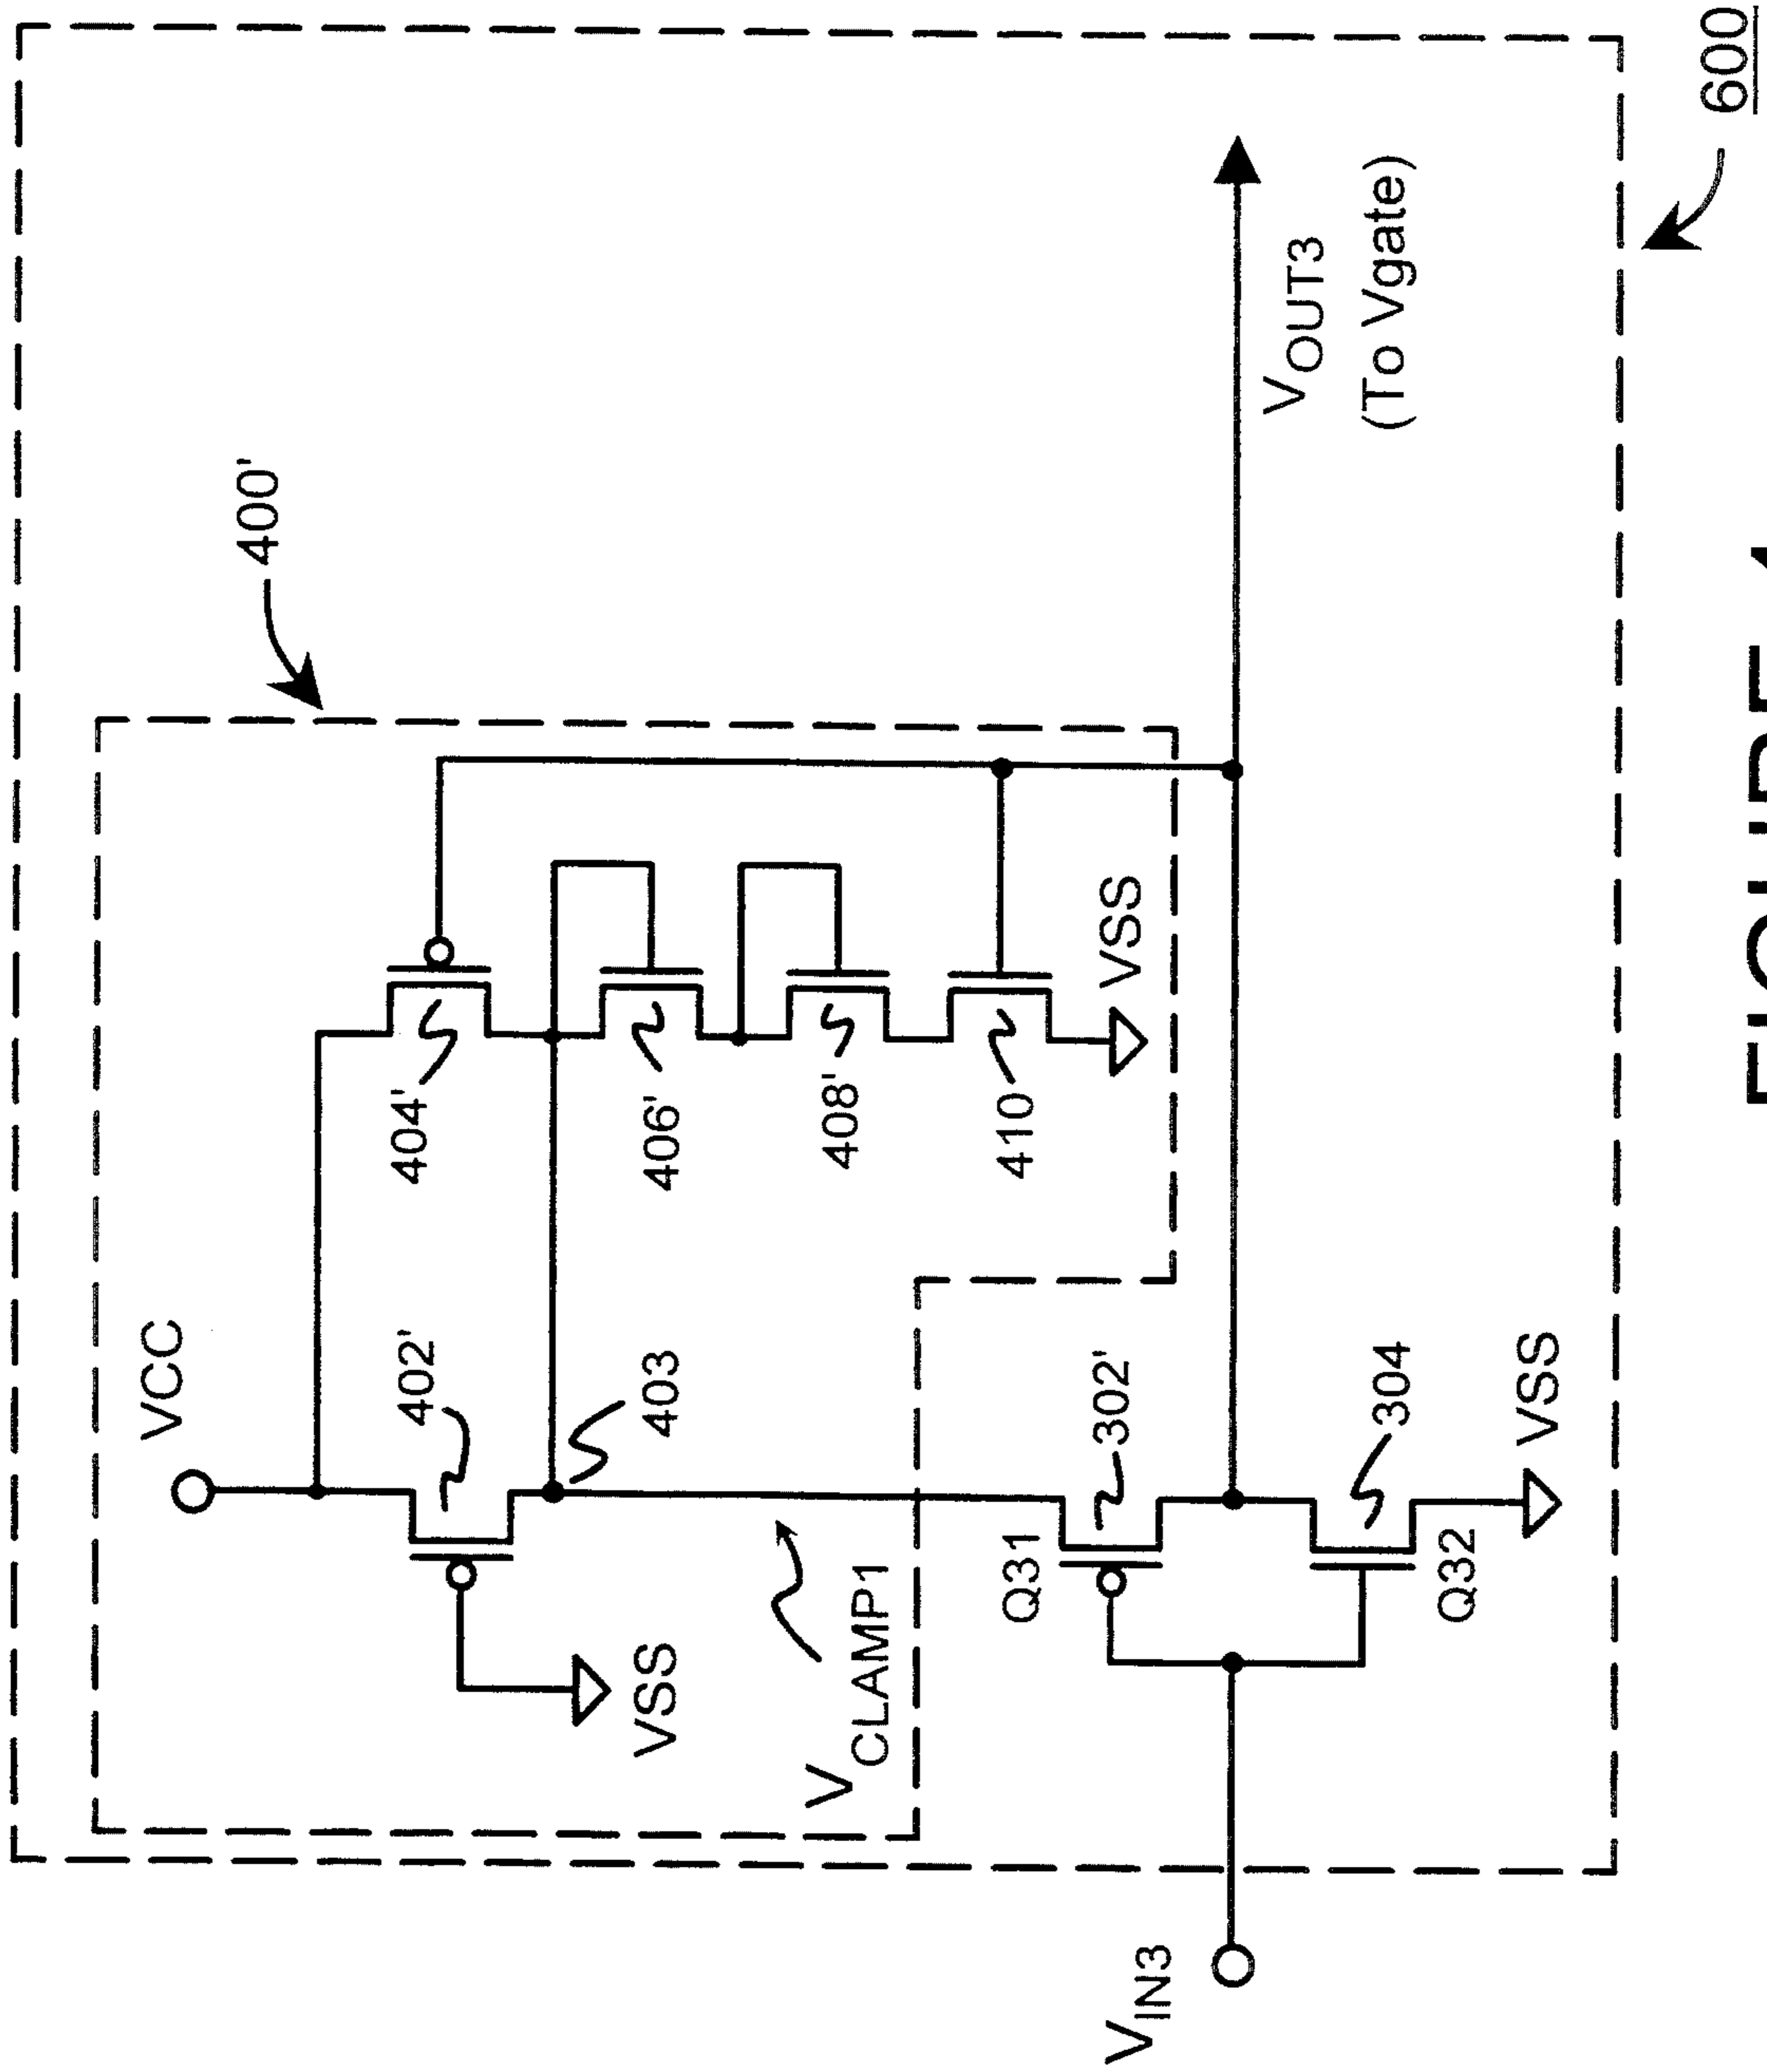 400'
VCC
402'
404'
406'
408'
410
VSS
403
VSS
VCLAMP1
Q31
302'
304
Q32
VSS
VIN3
VOUT3
(To Vgate)
600